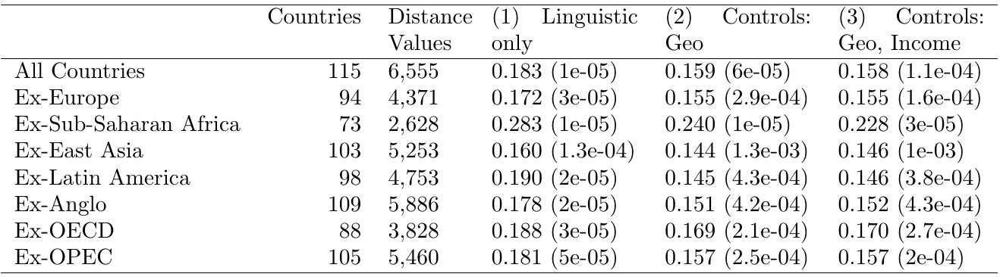 Countries Distance (1) Linguistic (2) Controls: (3) Controls:
Values only Geo Geo, Income
All Countries 115 6,555 0.183 (1e-05) 0.159 (6e-05) 0.158 (1.1e-04)
Ex-Europe 94 4,371 0.172 (3e-05) 0.155 (2.9e-04) 0.155 (1.6e-04)
Ex-Sub-Saharan Africa 73 2,628 0.283 (1e-05) 0.240 (1e-05) 0.228 (3e-05)
Ex-East Asia 103 5,253 0.160 (1.3e-04) 0.144 (1.3e-03) 0.146 (1e-03)
Ex-Latin America 98 4,753 0.190 (2e-05) 0.145 (4.3e-04) 0.146 (3.8e-04)
Ex-Anglo 109 5,886 0.178 (2e-05) 0.151 (4.2e-04) 0.152 (4.3e-04)
Ex-OECD 88 3,828 0.188 (3e-05) 0.169 (2.1e-04) 0.170 (2.7e-04)
Ex-OPEC 105 5,460 0.181 (5e-05) 0.157 (2.5e-04) 0.157 (2e-04)